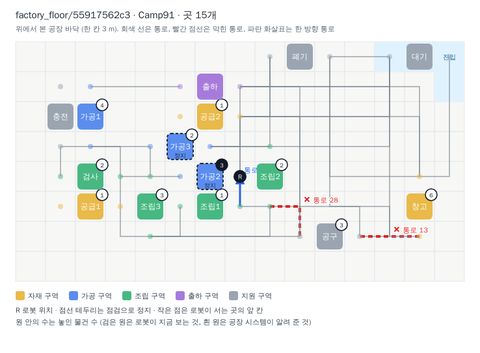 factory_floor/55917562c3 · Camp91 · 곳 15개
위에서 본 공장 바닥 (한 칸 3 m). 회색 선은 통로, 빨간 점선은 막힌 통로, 파란 화살표는 한 방향 통로
폐기
대기
출하
충전
가공1
4
공급2
1
가공3
2
정지
검사
2
가공2
3
정지
R
통로
조립2
2
공급1
1
조립3
3
조립1
1
통로 28
창고
6
공구
3
통로 13
자재 구역
가공 구역
조립 구역
출하 구역
지원 구역
R 로봇 위치 · 점선 테두리는 점검으로 정지 · 작은 점은 로봇이 서는 곳의 앞 칸
원 안의 수는 놓인 물건 수 (검은 원은 로봇이 지금 보는 것, 흰 원은 공장 시스템이 알려 준 것)